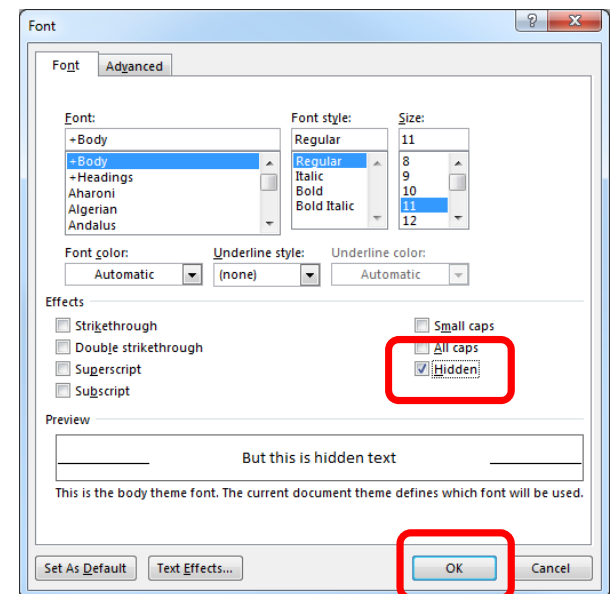 Font
Font Advanced
Font: Font style: Size:
+Body Regular 11
+Body Regular 8
+Headings Italic 9
Aharoni Bold 10
Algerian Bold Italic 11
Andalus 12
Font color: Underline style: Underline color:
Automatic (none) Automatic
Effects
Strikethrough Small caps
Double strikethrough All caps
Superscript Hidden
Subscript
Preview
But this is hidden text
This is the body theme font. The current document theme defines which font will be used.
Set As Default Text Effects... OK Cancel